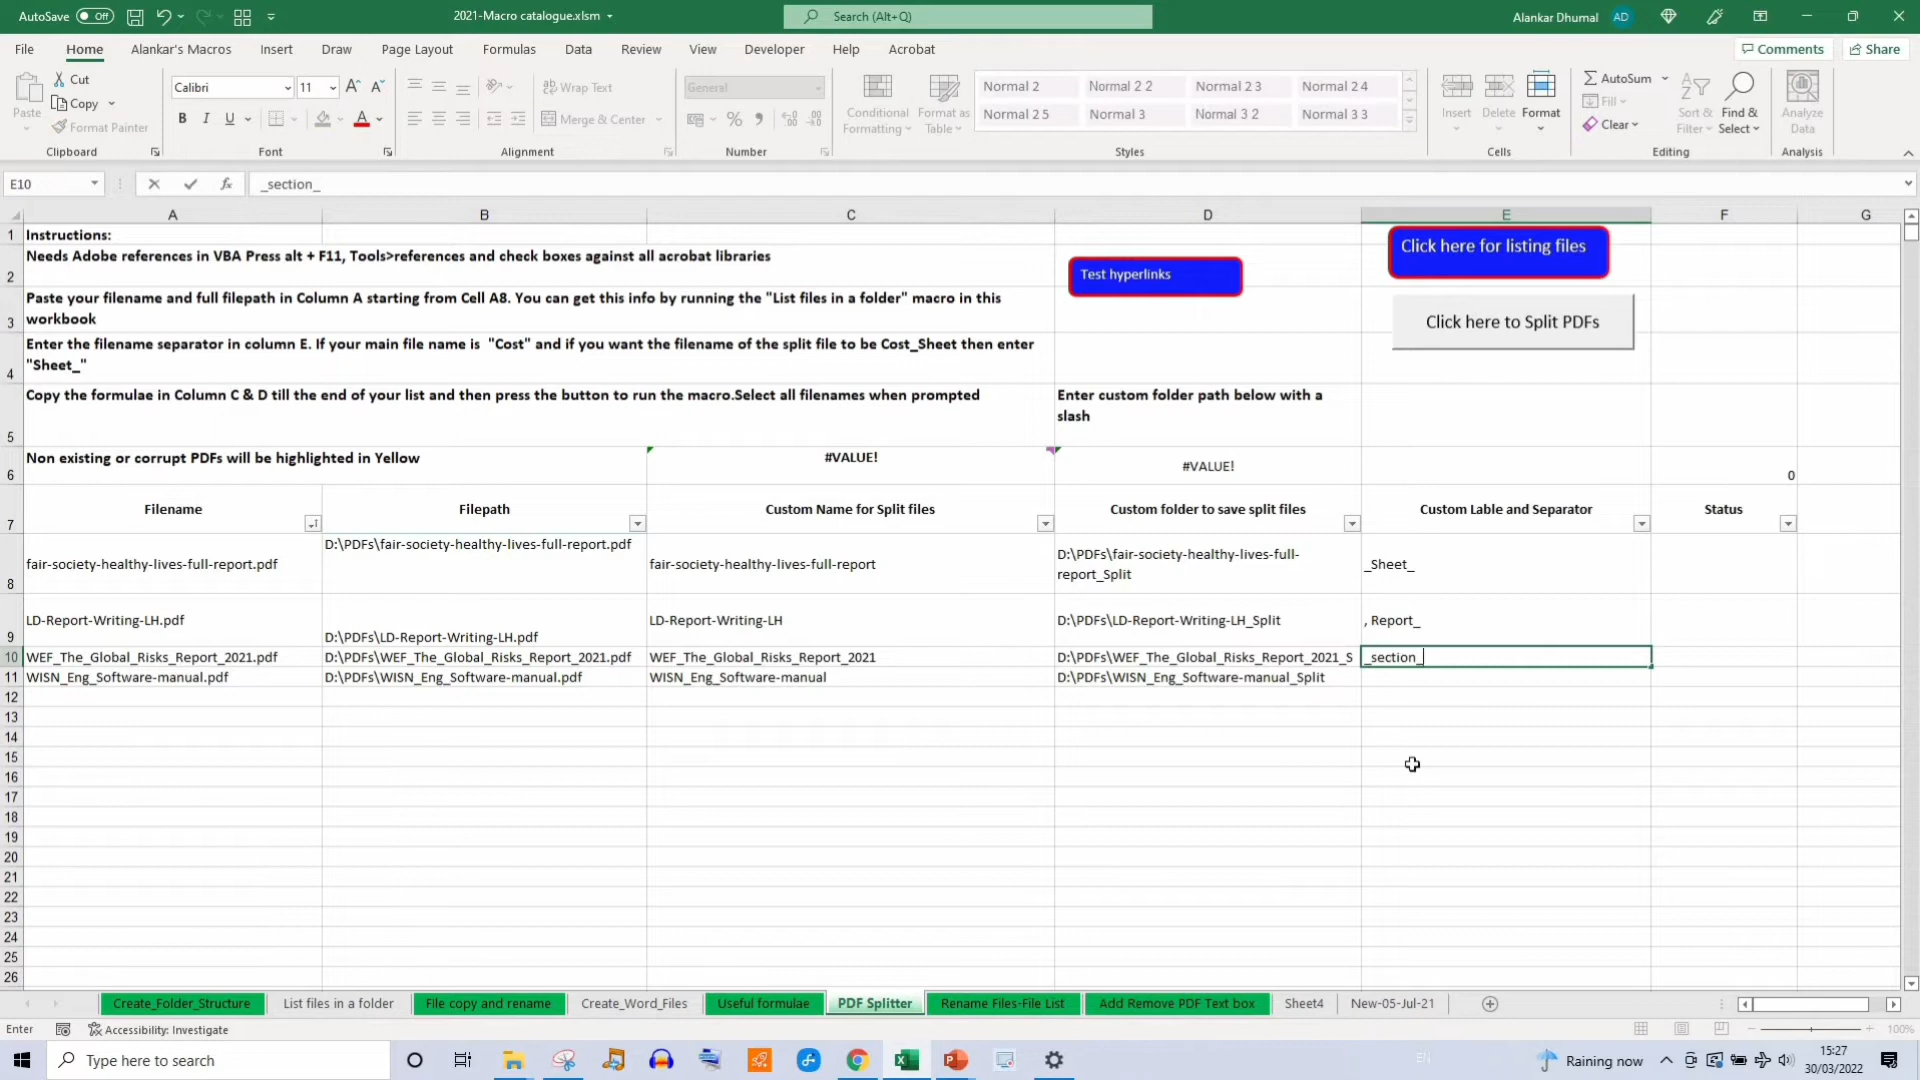 AutoSave Off 2021-Macro catalogue.xlsm Search (Alt+Q) Alankar Dhumal AD
File Home Alankar's Macros Insert Draw Page Layout Formulas Data Review View Developer Help Acrobat Comments Share
Paste Cut Copy Format Painter
Calibri 11 A A B I U A
Wrap Text
Merge & Center
General
%
Conditional Formatting Format as Table
Normal 2 Normal 2 2 Normal 2 3 Normal 2 4
Normal 2 5 Normal 3 Normal 3 2 Normal 3 3
Insert Delete Format
AutoSum Fill Clear
Sort & Filter Find & Select
Analyze Data
Clipboard Font Alignment Number Styles Cells Editing Analysis
E10 fx _section_
A B C D E F G
1 Instructions:
Click here for listing files
2 Needs Adobe references in VBA Press alt + F11, Tools>references and check boxes against all acrobat libraries
Test hyperlinks
3 Paste your filename and full filepath in Column A starting from Cell A8. You can get this info by running the "List files in a folder" macro in this
workbook
Click here to Split PDFs
4 Enter the filename separator in column E. If your main file name is "Cost" and if you want the filename of the split file to be Cost_Sheet then enter
"Sheet_"
5 Copy the formulae in Column C & D till the end of your list and then press the button to run the macro.Select all filenames when prompted
Enter custom folder path below with a
slash
6 Non existing or corrupt PDFs will be highlighted in Yellow #VALUE! #VALUE! 0
7 Filename Filepath Custom Name for Split files Custom folder to save split files Custom Lable and Separator Status
8 fair-society-healthy-lives-full-report.pdf D:\PDFs\fair-society-healthy-lives-full-report.pdf fair-society-healthy-lives-full-report D:\PDFs\fair-society-healthy-lives-full-
report_Split _Sheet_
9 LD-Report-Writing-LH.pdf D:\PDFs\LD-Report-Writing-LH.pdf LD-Report-Writing-LH D:\PDFs\LD-Report-Writing-LH_Split , Report_
10 WEF_The_Global_Risks_Report_2021.pdf D:\PDFs\WEF_The_Global_Risks_Report_2021.pdf WEF_The_Global_Risks_Report_2021 D:\PDFs\WEF_The_Global_Risks_Report_2021_S _section_
11 WISN_Eng_Software-manual.pdf D:\PDFs\WISN_Eng_Software-manual.pdf WISN_Eng_Software-manual D:\PDFs\WISN_Eng_Software-manual_Split
12
13
14
15
16
17
18
19
20
21
22
23
24
25
26
Create_Folder_Structure List files in a folder File copy and rename Create_Word_Files Useful formulae PDF Splitter Rename Files-File List Add Remove PDF Text box Sheet4 New-05-Jul-21
Enter Accessibility: Investigate 100%
Type here to search Raining now 15:27
30/03/2022